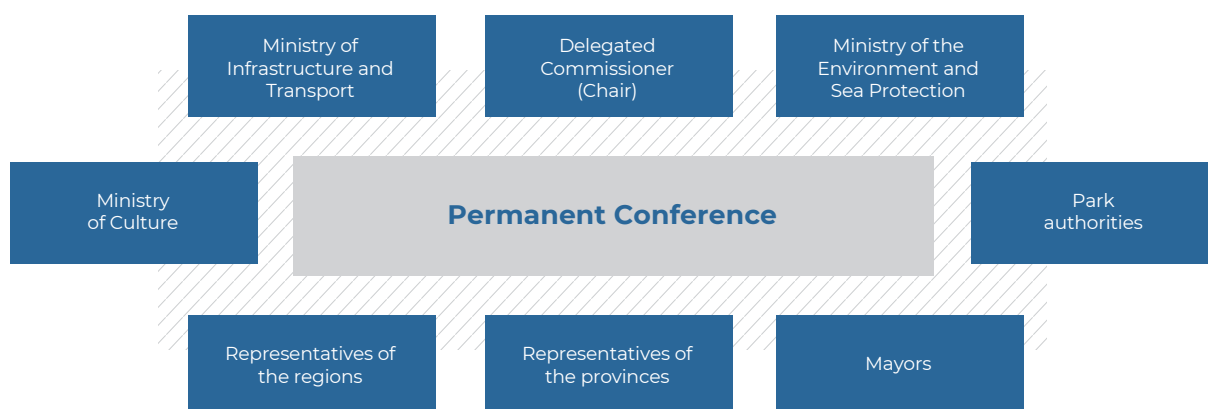 Ministry of
Infrastructure and
Transport
Delegated
Commissioner
(Chair)
Ministry of the
Environment and
Sea Protection
Ministry
of Culture
Permanent Conference
Park
authorities
Representatives of
the regions
Representatives of
the provinces
Mayors